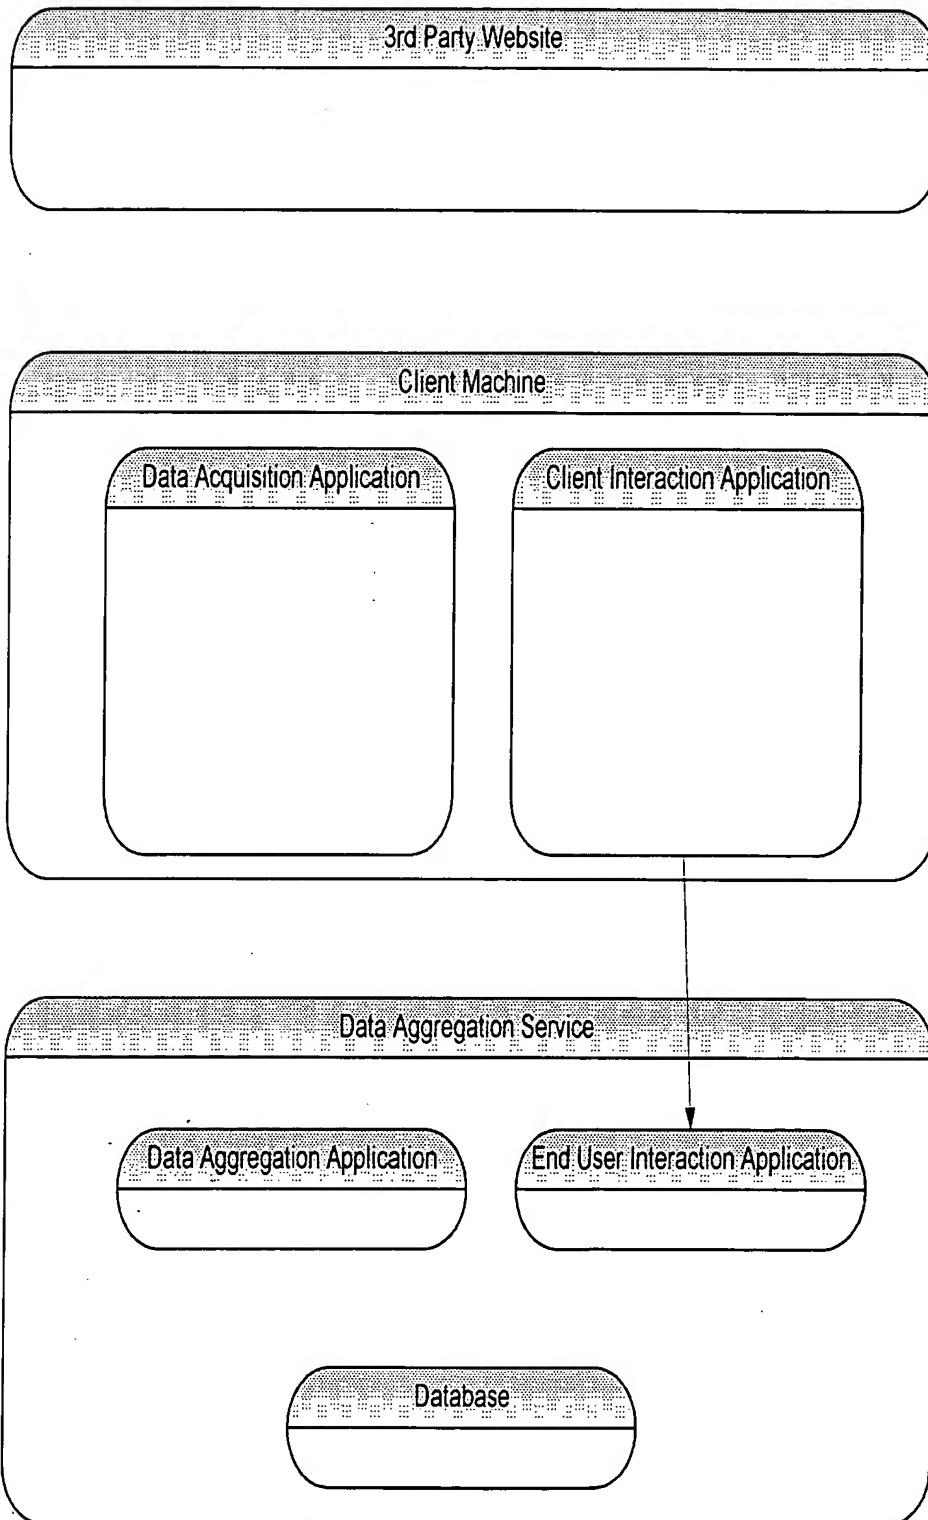 3rd Party Website
Client Machine
Data Acquisition Application
Client Interaction Application
Data Aggregation Service
Data Aggregation Application
End User Interaction Application
Database